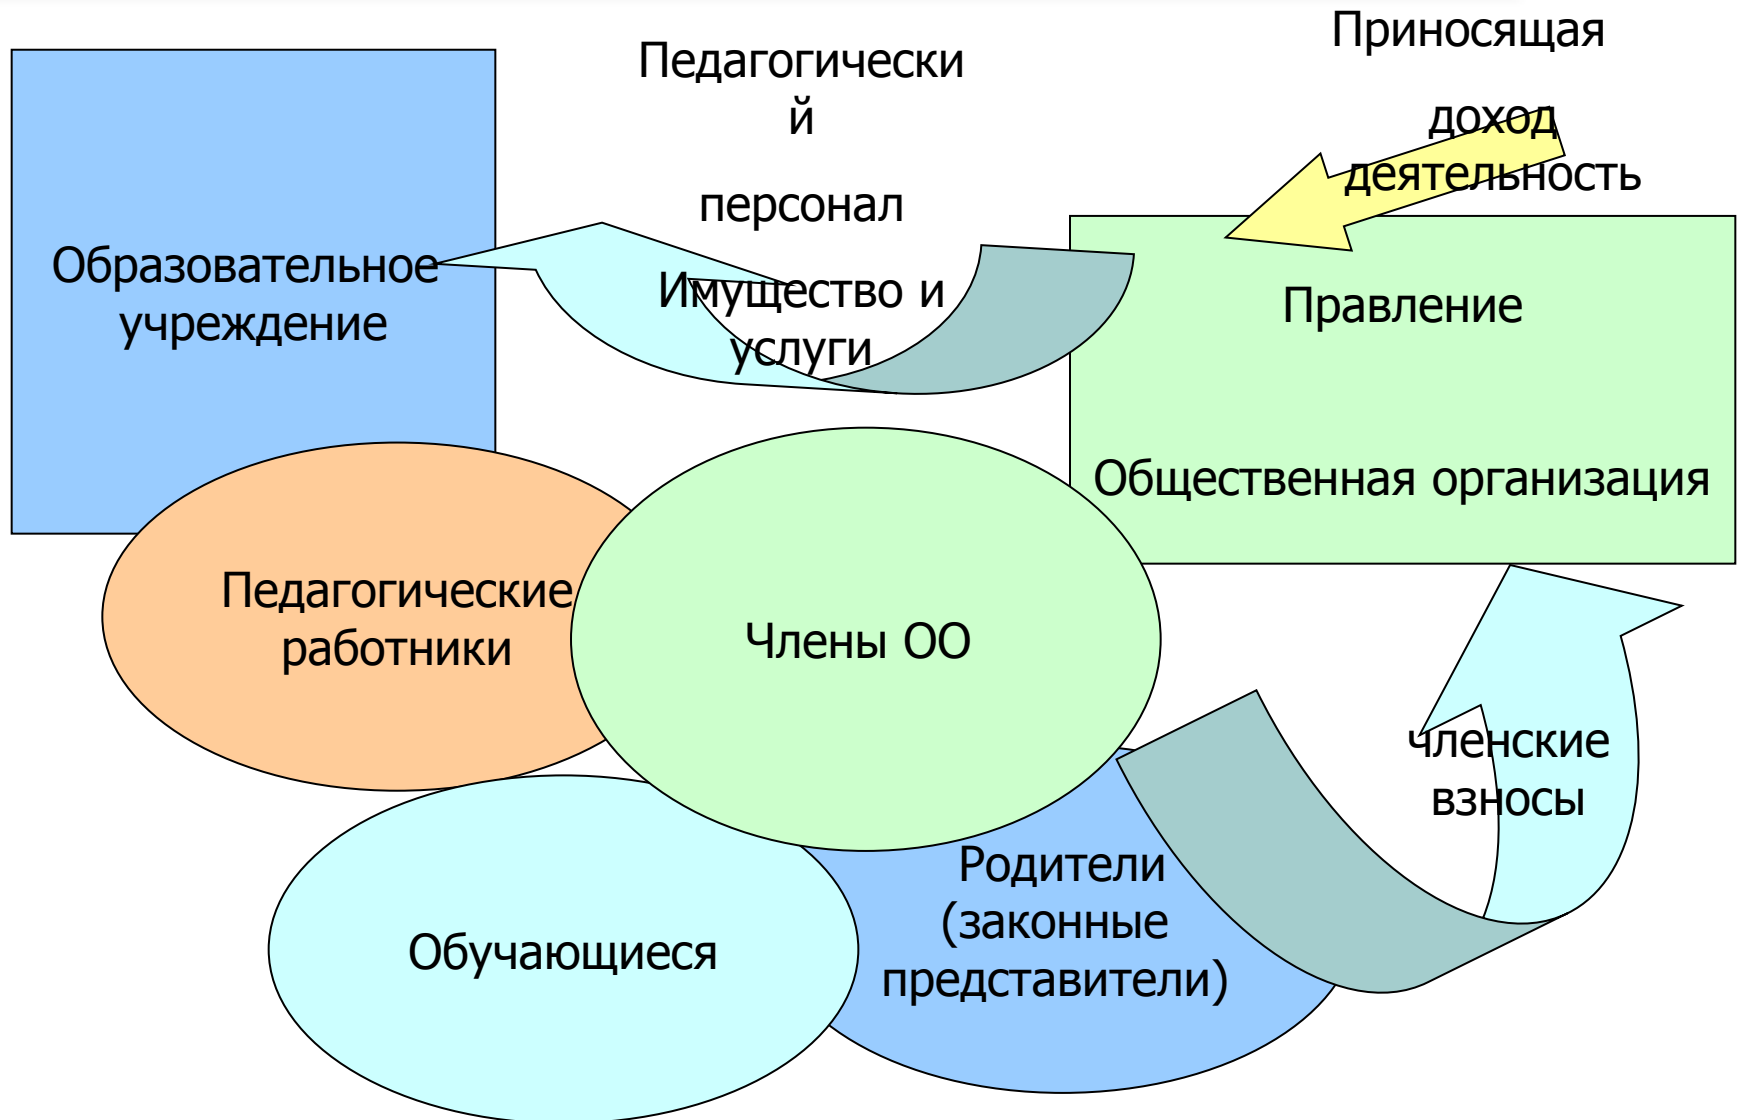 Приносящая
доход
деятельность
Педагогически
й
персонал
Имущество и
услуги
Образовательное
учреждение
Правление
Общественная организация
Педагогические
работники
Члены ОО
членские
взносы
Родители
(законные
представители)
Обучающиеся